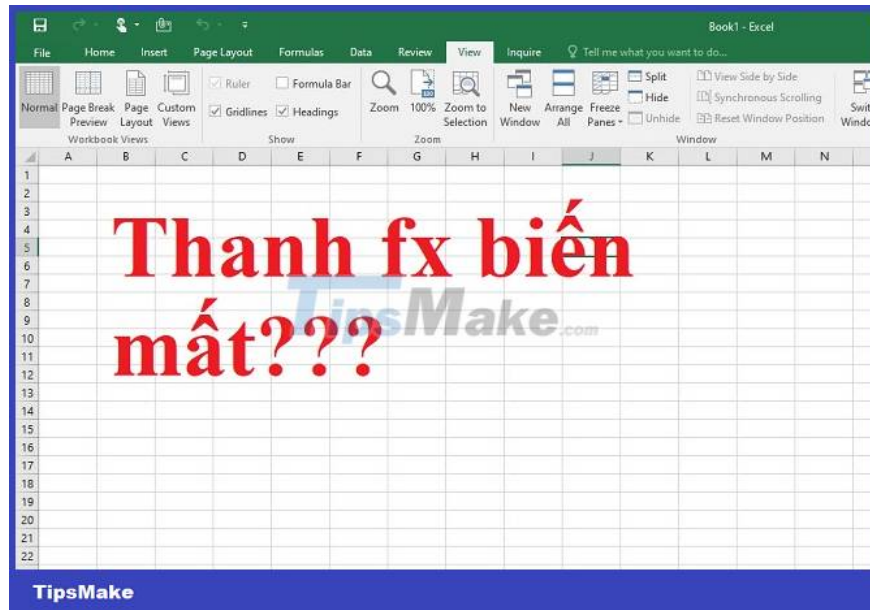 Book1 - Excel
File Home Insert Page Layout Formulas Data Review View Inquire Tell me what you want to do...
Normal Page Break Preview Page Layout Custom Views
Workbook Views
Ruler Formula Bar
Gridlines Headings
Show
Zoom 100% Zoom to Selection
Zoom
New Window Arrange All Freeze Panes
Split
Hide
Unhide
View Side by Side
Synchronous Scrolling
Reset Window Position
Window
A B C D E F G H I J K L M N
1
2
3
4
5
6
7
8
9
10
11
12
13
14
15
16
17
18
19
20
21
22
Thanh fx biến
mất???
TipsMake.com
TipsMake